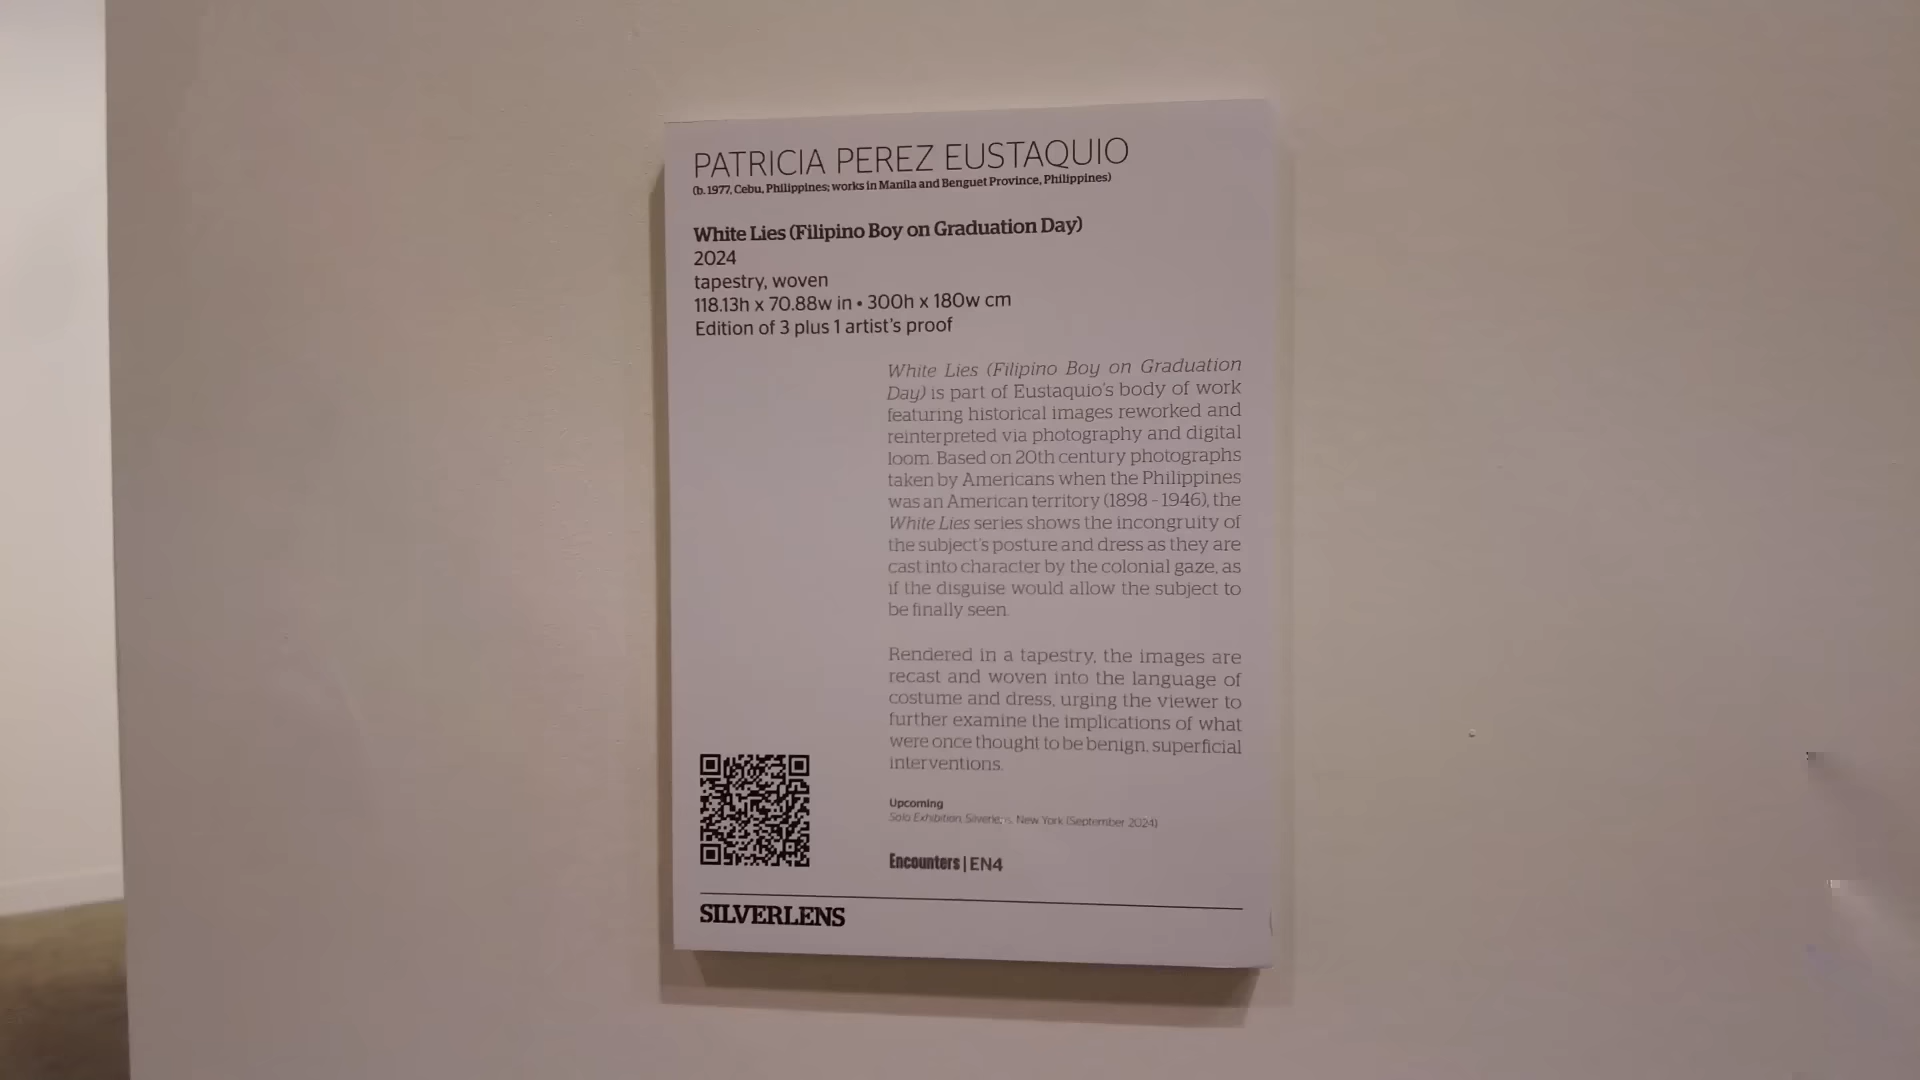 PATRICIA PEREZ EUSTAQUIO
(b. 1977, Cebu, Philippines; works in Manila and Benguet Province, Philippines)
White Lies (Filipino Boy on Graduation Day)
2024
tapestry, woven
118.13h x 70.88w in • 300h x 180w cm
Edition of 3 plus 1 artist's proof
White Lies (Filipino Boy on Graduation
Day) is part of Eustaquio's body of work
featuring historical images reworked and
reinterpreted via photography and digital
loom. Based on 20th century photographs
taken by Americans when the Philippines
was an American territory (1898 - 1946), the
White Lies series shows the incongruity of
the subject's posture and dress as they are
cast into character by the colonial gaze, as
if the disguise would allow the subject to
be finally seen.
Rendered in a tapestry, the images are
recast and woven into the language of
costume and dress, urging the viewer to
further examine the implications of what
were once thought to be benign, superficial
interventions.
Upcoming
Solo Exhibition, Silverlens, New York (September 2024)
Encounters | EN4
SILVERLENS